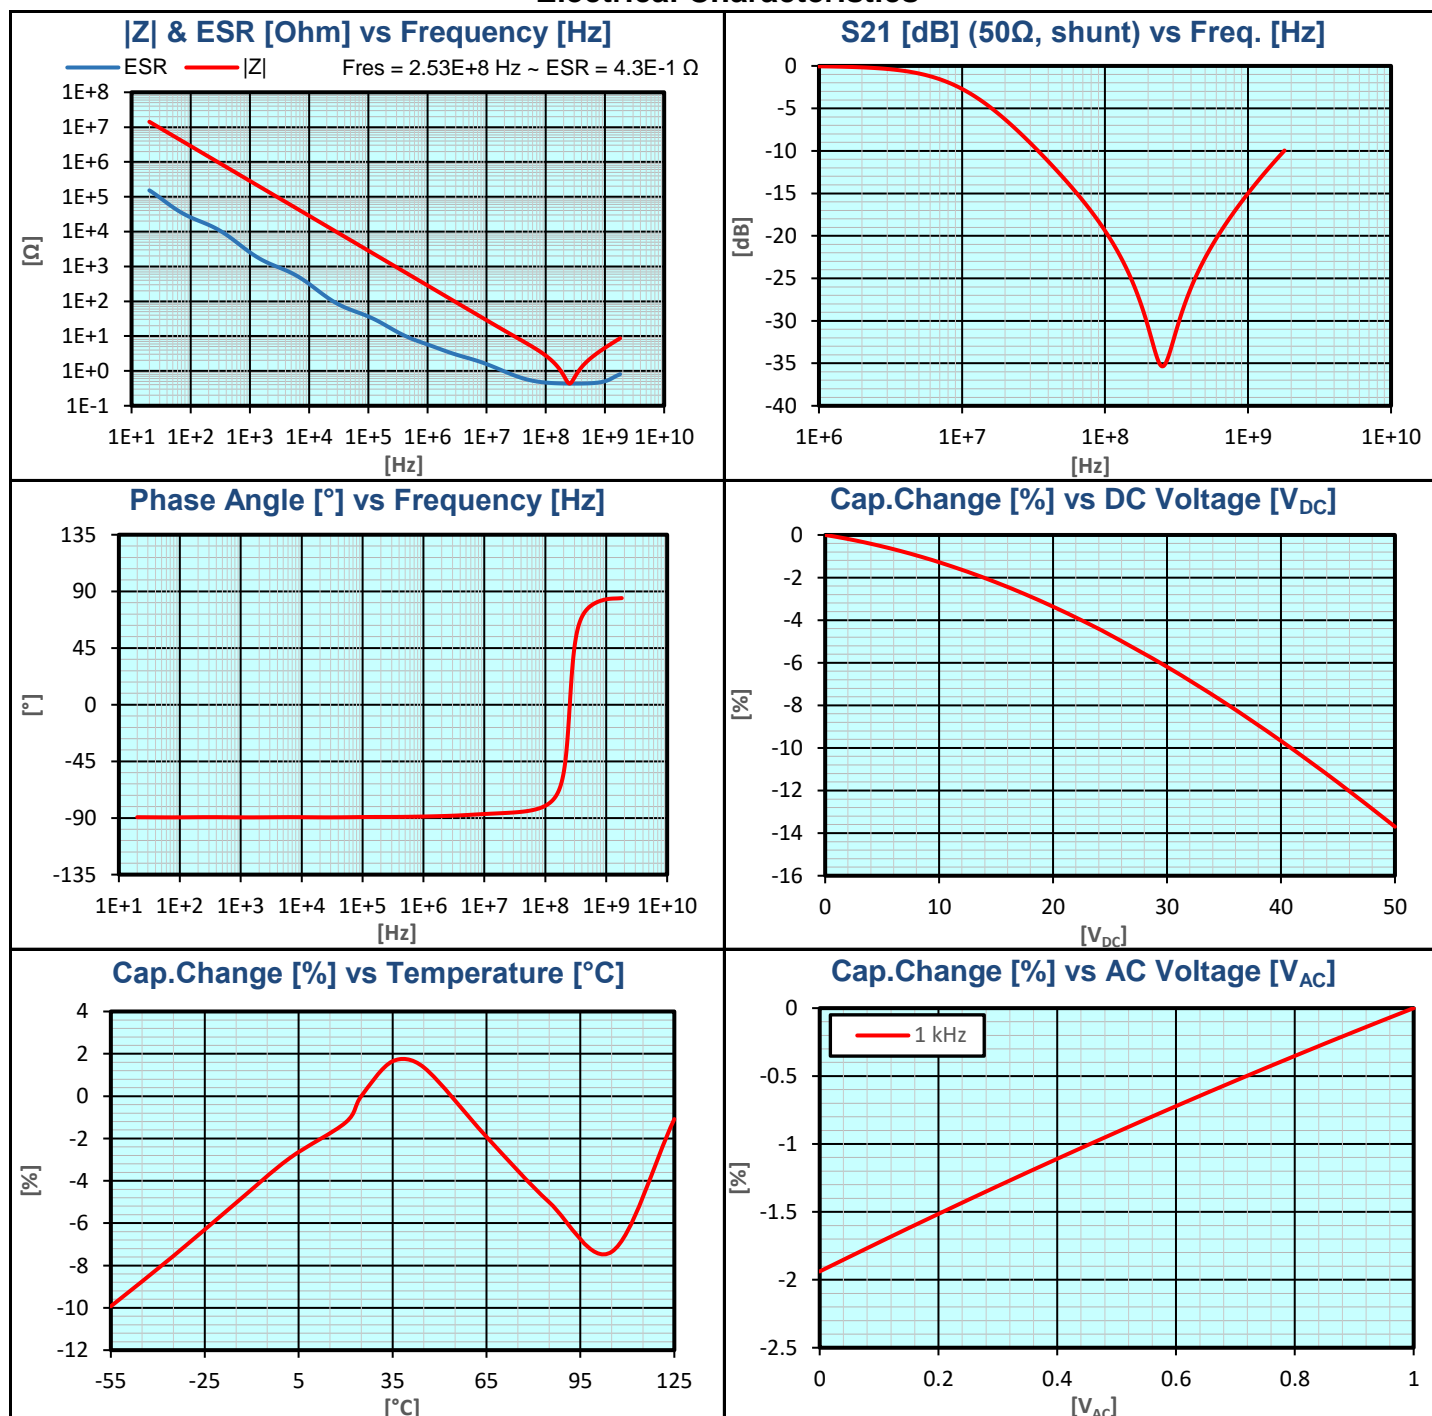 Electrical Characteristics
|Z| & ESR [Ohm] vs Frequency [Hz]
ESR |Z| Fres = 2.53E+8 Hz ~ ESR = 4.3E-1 Ω
1E+8
1E+7
1E+6
1E+5
1E+4
1E+3
1E+2
1E+1
1E+0
1E-1
[Ω]
1E+1 1E+2 1E+3 1E+4 1E+5 1E+6 1E+7 1E+8 1E+9 1E+10
[Hz]
S21 [dB] (50Ω, shunt) vs Freq. [Hz]
0
-5
-10
-15
-20
-25
-30
-35
-40
[dB]
1E+6 1E+7 1E+8 1E+9 1E+10
[Hz]
Phase Angle [°] vs Frequency [Hz]
135
90
45
0
-45
-90
-135
[°]
1E+1 1E+2 1E+3 1E+4 1E+5 1E+6 1E+7 1E+8 1E+9 1E+10
[Hz]
Cap.Change [%] vs DC Voltage [VDC]
0
-2
-4
-6
-8
-10
-12
-14
-16
[%]
0 10 20 30 40 50
[VDC]
Cap.Change [%] vs Temperature [°C]
4
2
0
-2
-4
-6
-8
-10
-12
[%]
-55 -25 5 35 65 95 125
[°C]
Cap.Change [%] vs AC Voltage [VAC]
1 kHz
0
-0.5
-1
-1.5
-2
-2.5
[%]
0 0.2 0.4 0.6 0.8 1
[VAC]